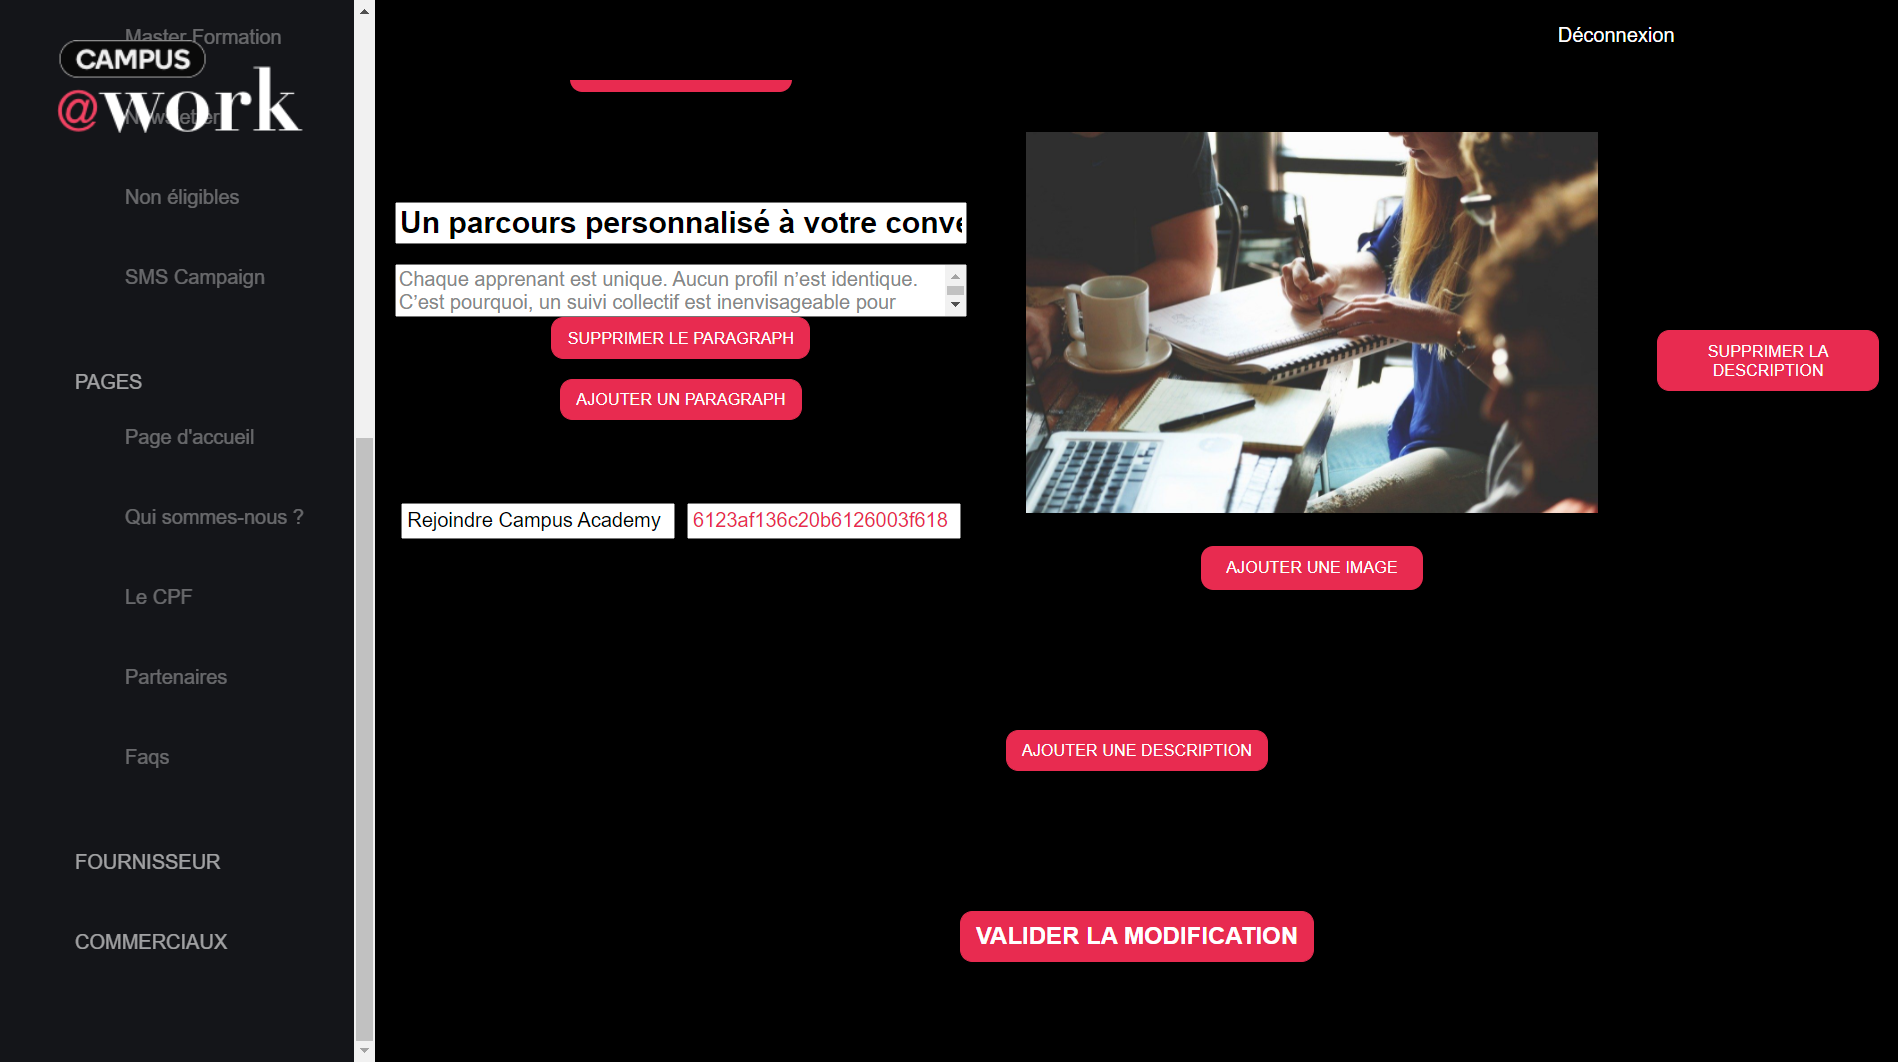 Master Formation
CAMPUS
@work
Newsletter
Non éligibles
SMS Campaign
PAGES
Page d'accueil
Qui sommes-nous ?
Le CPF
Partenaires
Faqs
FOURNISSEUR
COMMERCIAUX
Déconnexion
Un parcours personnalisé à votre conve
Chaque apprenant est unique. Aucun profil n’est identique.
C’est pourquoi, un suivi collectif est inenvisageable pour
SUPPRIMER LE PARAGRAPH
AJOUTER UN PARAGRAPH
Rejoindre Campus Academy
6123af136c20b6126003f618
AJOUTER UNE IMAGE
SUPPRIMER LA
DESCRIPTION
AJOUTER UNE DESCRIPTION
VALIDER LA MODIFICATION